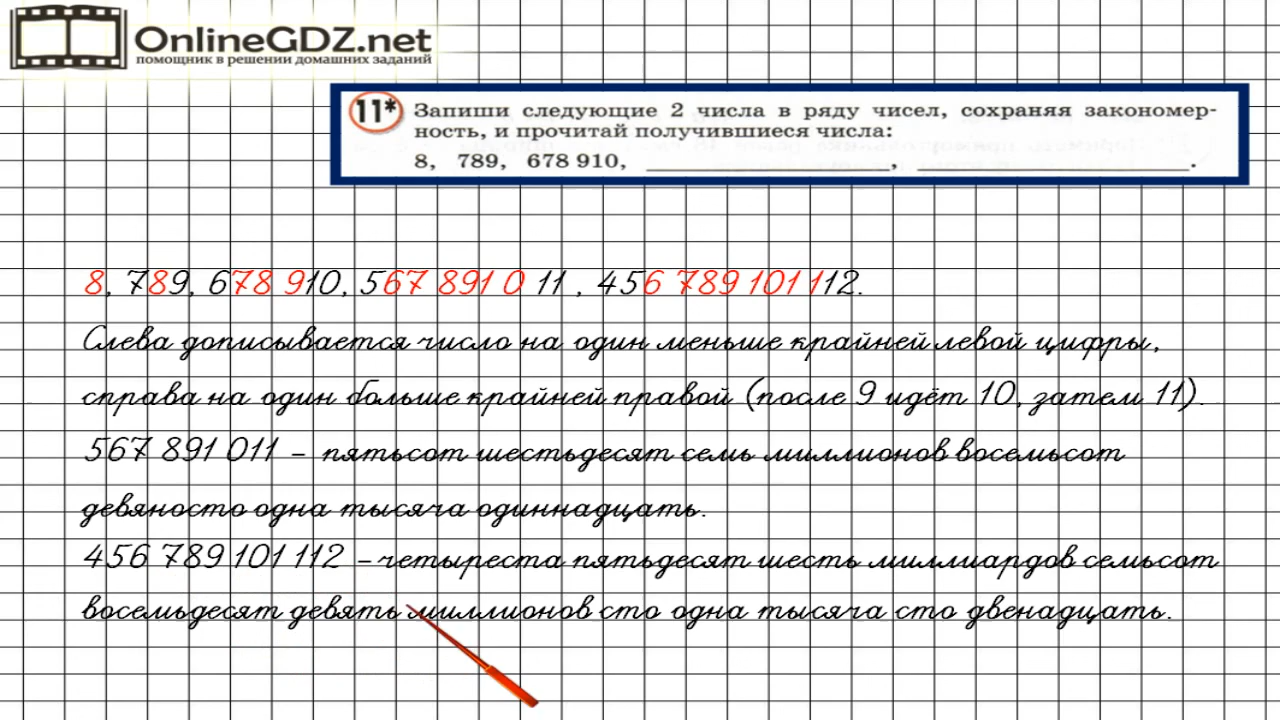 OnlineGDZ.net
помощник в решении домашних заданий
11* Запиши следующие 2 числа в ряду чисел, сохраняя закономер-
ность, и прочитай получившиеся числа:
8, 789, 678 910, ____________, ____________.
8, 789, 678 910, 567 891 0 11 , 456 789 101 112.
Слева дописывается число на один меньше крайней левой цифры,
справа на один больше крайней правой (после 9 идёт 10, затем 11).
567 891 011 - пятьсот шестьдесят семь миллионов восемьсот
девяносто одна тысяча одиннадцать.
456 789 101 112 - четыреста пятьдесят шесть миллиардов семьсот
восемьдесят девять миллионов сто одна тысяча сто двенадцать.